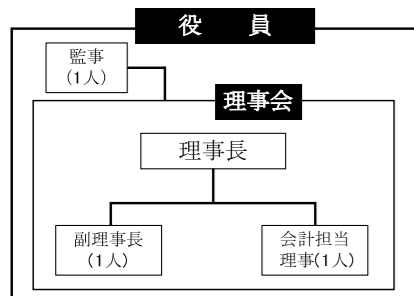 役　員
監事
(1人)
理事会
理事長
副理事長
(1人)
会計担当
理事(1人)